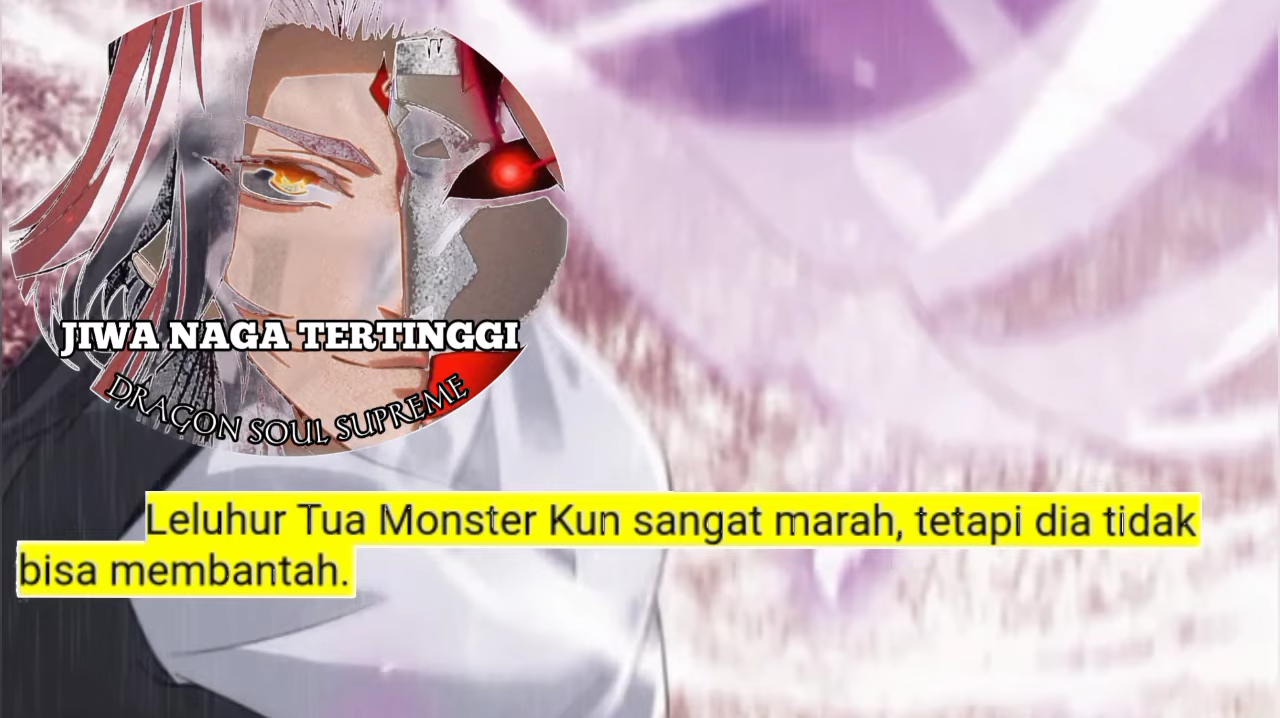 JIWA NAGA TERTINGGI
DRAGON SOUL SUPREME
Leluhur Tua Monster Kun sangat marah, tetapi dia tidak
bisa membantah.